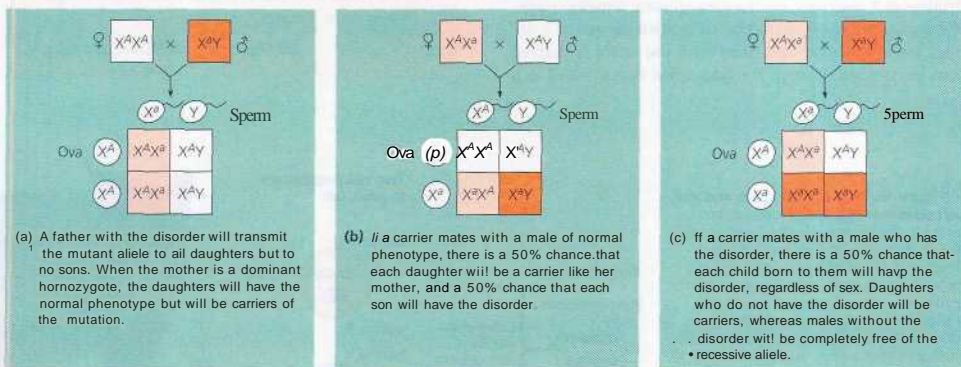 ♀ XᴬXᴬ × XᵃY ♂
Xᵃ Y Sperm
Ova Xᴬ XᴬXᵃ XᴬY
Xᴬ XᴬXᵃ XᴬY
(a) A father with the disorder will transmit
¹ the mutant aliele to ail daughters but to
no sons. When the mother is a dominant
hornozygote, the daughters will have the
normal phenotype but will be carriers of
the mutation.
♀ XᴬXᵃ × XᴬY ♂
Xᴬ Y Sperm
Ova (p) XᴬXᴬ X'ᴬY
Xᵃ XᵃXᴬ XᵃY
(b) li a carrier mates with a male of normal
phenotype, there is a 50% chance.that
each daughter wii! be a carrier like her
mother, and a 50% chance that each
son will have the disorder.
♀ XᴬXᵃ × XᵃY ♂
Xᵃ Y 5perm
Ova Xᴬ XᴬXᵃ XᴬY
Xᵃ XᵃXᵃ XᵃY
(c) ff a carrier mates with a male who has
the disorder, there is a 50% chance that-
each child born to them will havp the
disorder, regardless of sex. Daughters
who do not have the disorder will be
carriers, whereas males without the
. . disorder wit! be completely free of the
• recessive aliele.